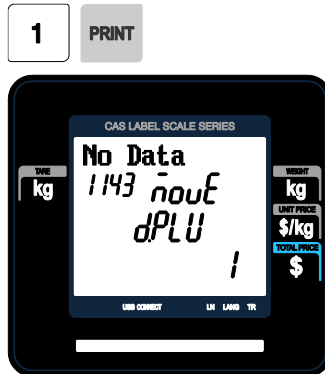 1 PRINT
CAS LABEL SCALE SERIES
No Data
TARE
kg
1143 nouE
WEIGHT
kg
d.PLU
UNIT PRICE
$/kg
1
TOTAL PRICE
$
USB CONNECT LN LANG TR